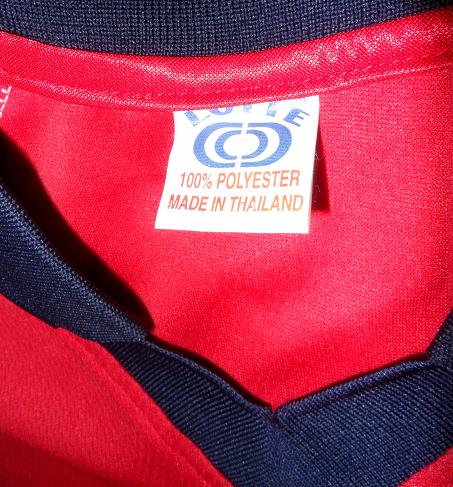 LOTTE
100% POLYESTER
MADE IN THAILAND